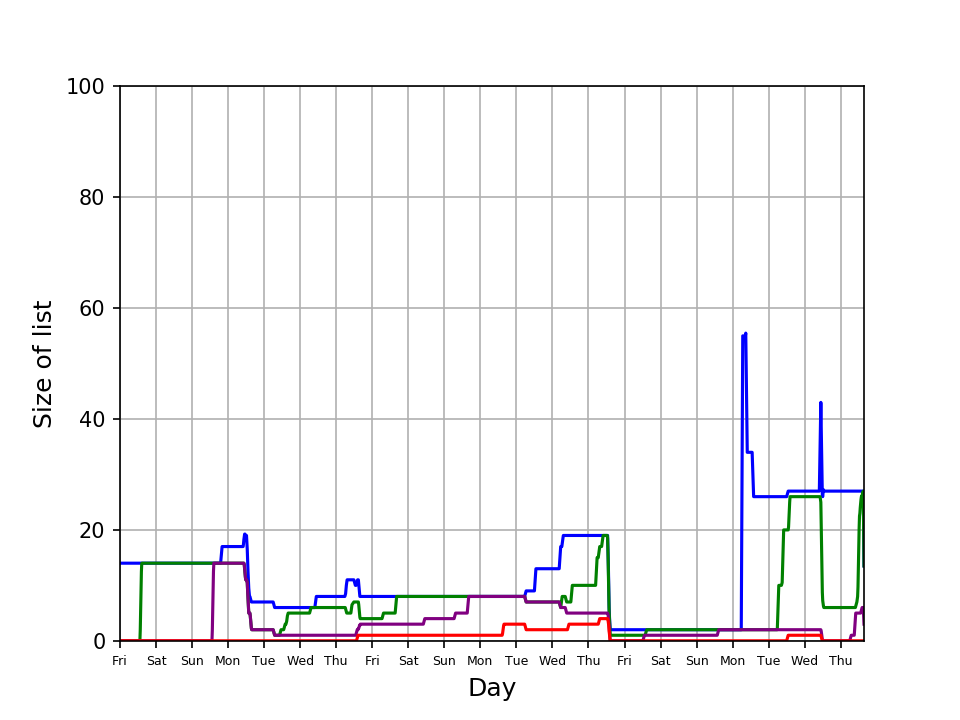 100
80
60
40
20
0
Size of list
Fri Sat Sun Mon Tue Wed Thu Fri Sat Sun Mon Tue Wed Thu Fri Sat Sun Mon Tue Wed Thu
Day